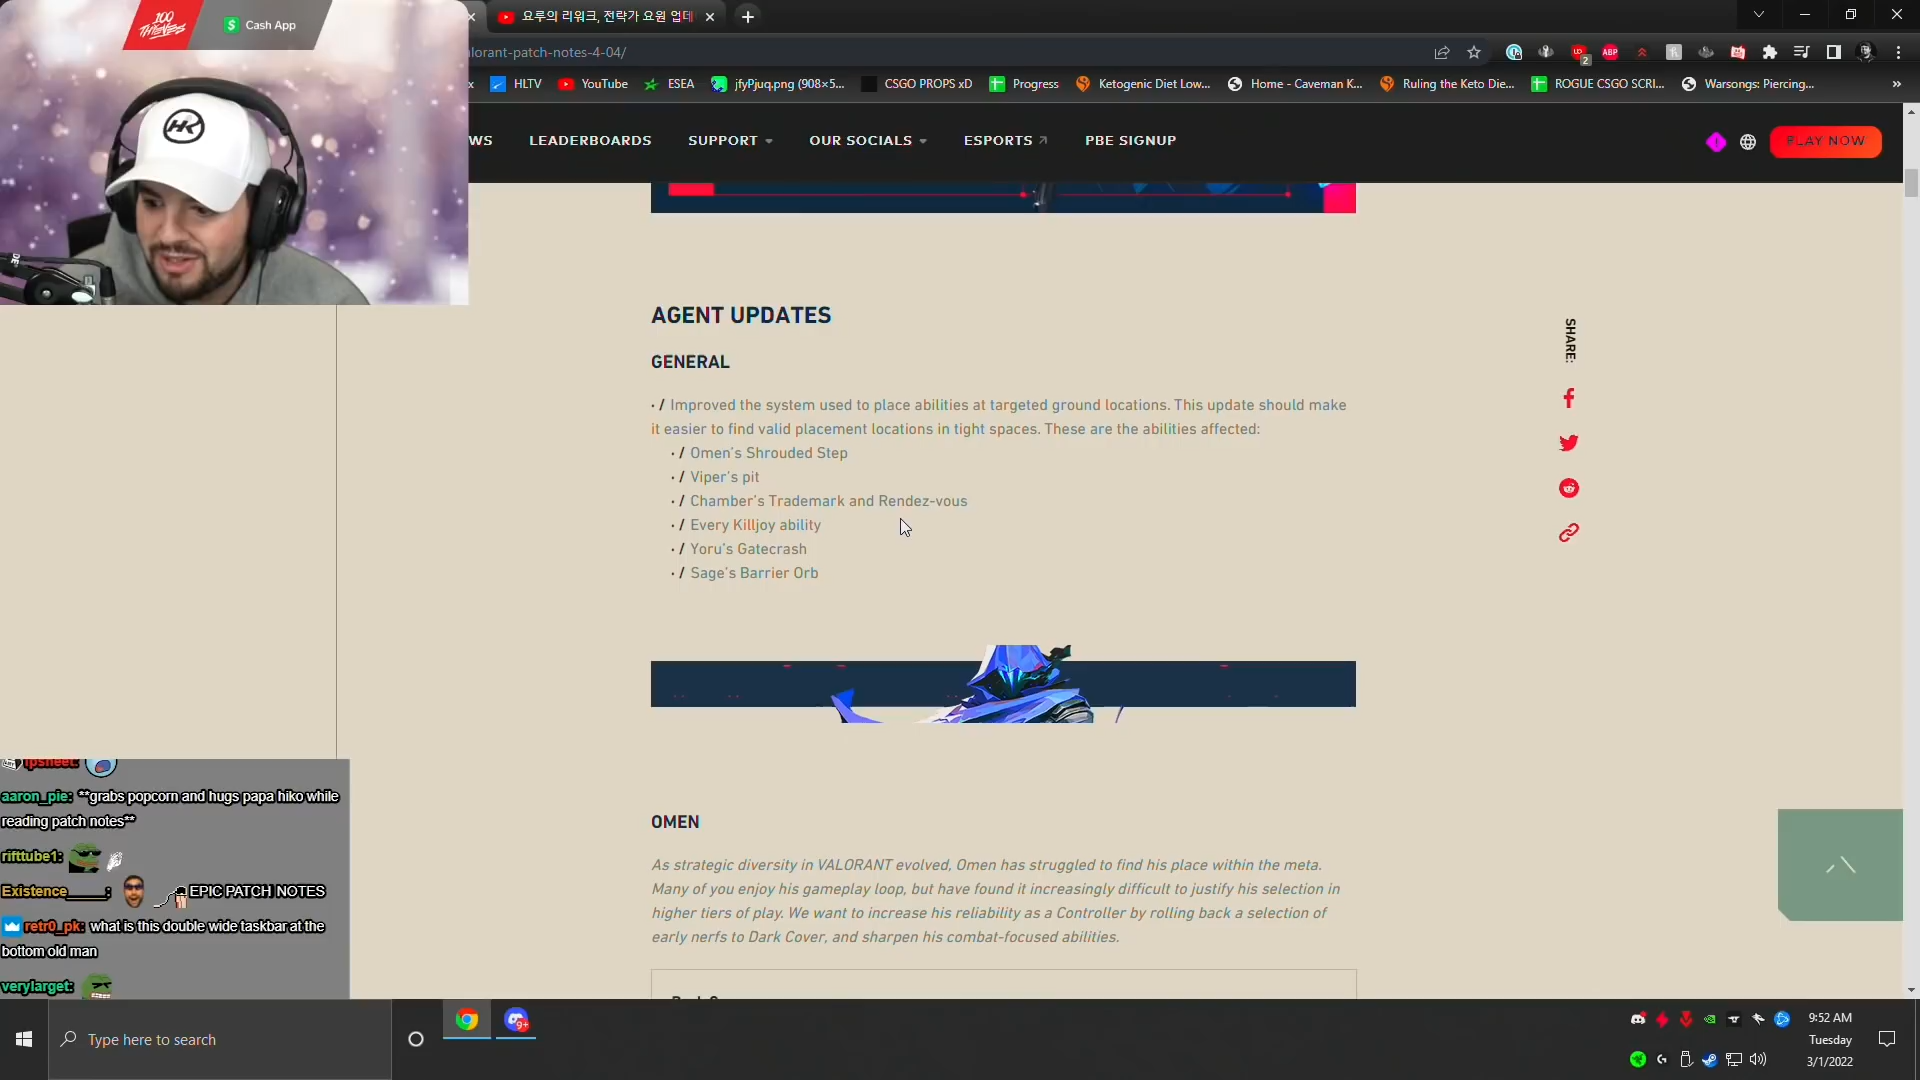 100
THIEVES
Cash App
요루의 리워크, 전략가 요원 업데
lorant-patch-notes-4-04/
2
ABP
x
HLTV
YouTube
ESEA
jfyPjuq.png (908×5...
CSGO PROPS xD
Progress
Ketogenic Diet Low...
Home - Caveman K...
Ruling the Keto Die...
ROGUE CSGO SCRI...
Warsongs: Piercing...
»
WS
LEADERBOARDS
SUPPORT
OUR SOCIALS
ESPORTS
PBE SIGNUP
PLAY NOW
HK
AGENT UPDATES
GENERAL
· / Improved the system used to place abilities at targeted ground locations. This update should make
it easier to find valid placement locations in tight spaces. These are the abilities affected:
· / Omen's Shrouded Step
· / Viper's pit
· / Chamber's Trademark and Rendez-vous
· / Every Killjoy ability
· / Yoru's Gatecrash
· / Sage's Barrier Orb
SHARE:
OMEN
As strategic diversity in VALORANT evolved, Omen has struggled to find his place within the meta.
Many of you enjoy his gameplay loop, but have found it increasingly difficult to justify his selection in
higher tiers of play. We want to increase his reliability as a Controller by rolling back a selection of
early nerfs to Dark Cover, and sharpen his combat-focused abilities.
aaron_pie: **grabs popcorn and hugs papa hiko while
reading patch notes**
rifttube1:
Existence_____: EPIC PATCH NOTES
retr0_pk: what is this double wide taskbar at the
bottom old man
verylarget:
Type here to search
9+
9:52 AM
Tuesday
3/1/2022